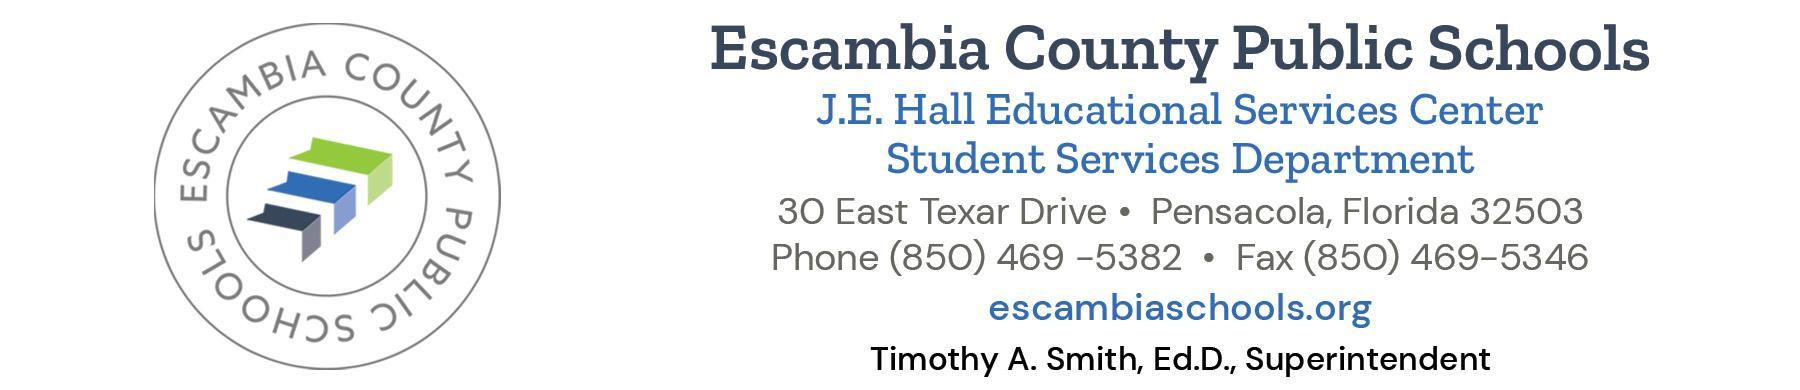 ESCAMBIA COUNTY PUBLIC SCHOOLS
Escambia County Public Schools
J.E. Hall Educational Services Center
Student Services Department
30 East Texar Drive • Pensacola, Florida 32503
Phone (850) 469 -5382 • Fax (850) 469-5346
escambiaschools.org
Timothy A. Smith, Ed.D., Superintendent